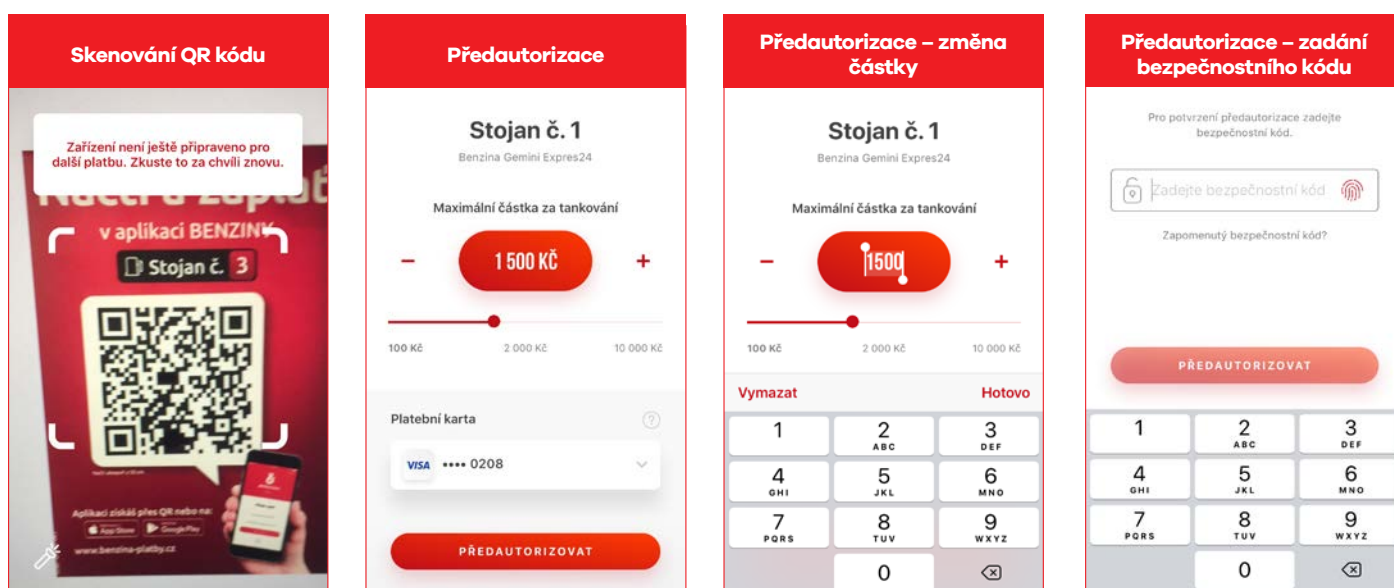 Skenování QR kódu
Zařízení není ještě připraveno pro
další platbu. Zkuste to za chvíli znovu.
v aplikaci BENZINY
Stojan č. 3
Aplikaci získáš přes QR nebo na:
App Store Google Play
www.benzina-platby.cz
Předautorizace
Stojan č. 1
Benzina Gemini Expres24
Maximální částka za tankování
− 1 500 KČ +
100 Kč 2 000 Kč 10 000 Kč
Platební karta ?
VISA •••• 0208
PŘEDAUTORIZOVAT
Předautorizace – změna
částky
Stojan č. 1
Benzina Gemini Expres24
Maximální částka za tankování
− 1500 +
100 Kč 2 000 Kč 10 000 Kč
Vymazat Hotovo
1 2 3
ABC DEF
4 5 6
GHI JKL MNO
7 8 9
PQRS TUV WXYZ
0
Předautorizace – zadání
bezpečnostního kódu
Pro potvrzení předautorizace zadejte
bezpečnostní kód.
Zadejte bezpečnostní kód
Zapomenutý bezpečnostní kód?
PŘEDAUTORIZOVAT
1 2 3
ABC DEF
4 5 6
GHI JKL MNO
7 8 9
PQRS TUV WXYZ
0